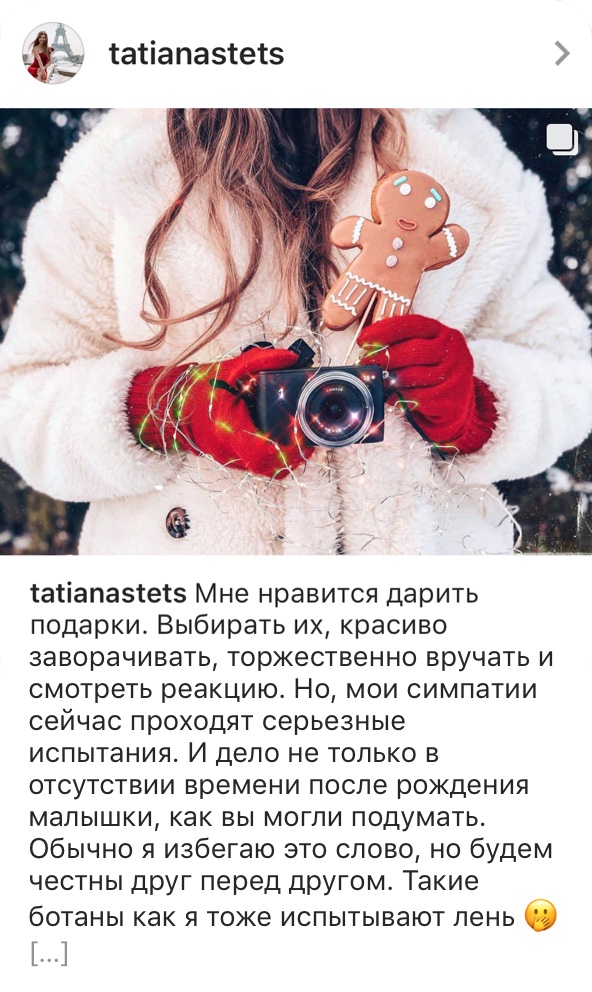 tatianastets
tatianastets Мне нравится дарить
подарки. Выбирать их, красиво
заворачивать, торжественно вручать и
смотреть реакцию. Но, мои симпатии
сейчас проходят серьезные
испытания. И дело не только в
отсутствии времени после рождения
малышки, как вы могли подумать.
Обычно я избегаю это слово, но будем
честны друг перед другом. Такие
ботаны как я тоже испытывают лень 🤭
[...]